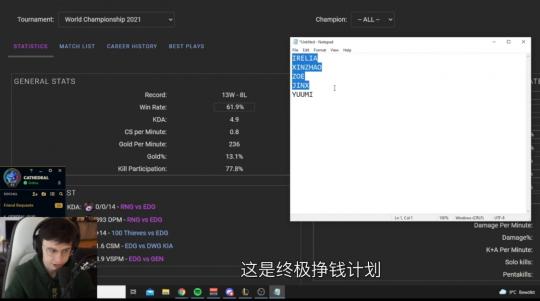 Tournament:
World Championship 2021
Champion:
-- ALL --
STATISTICS
MATCH LIST
CAREER HISTORY
BEST PLAYS
GENERAL STATS
Record:
13W - 8L
Win Rate:
61.9%
KDA:
4.9
CS per Minute:
0.8
Gold Per Minute:
236
Gold%:
13.1%
Kill Participation:
77.8%
*Untitled - Notepad
File Edit Format View Help
IRELIA
XINZHAO
ZOE
JINX
YUUMI
Ln 1, Col 1
100%
Windows (CRLF)
UTF-8
CATHEDRAL
Online
Friend Requests
KDA:
0/0/14 - RNG vs EDG
993 DPM - RNG vs EDG
+14 - 100 Thieves vs EDG
1.6 CSM - EDG vs DWG KIA
3.9 VSPM - EDG vs GEN
Damage Per Minute:
Damage%:
K+A Per Minute:
Solo kills:
Pentakills:
这是终极挣钱计划
9°C